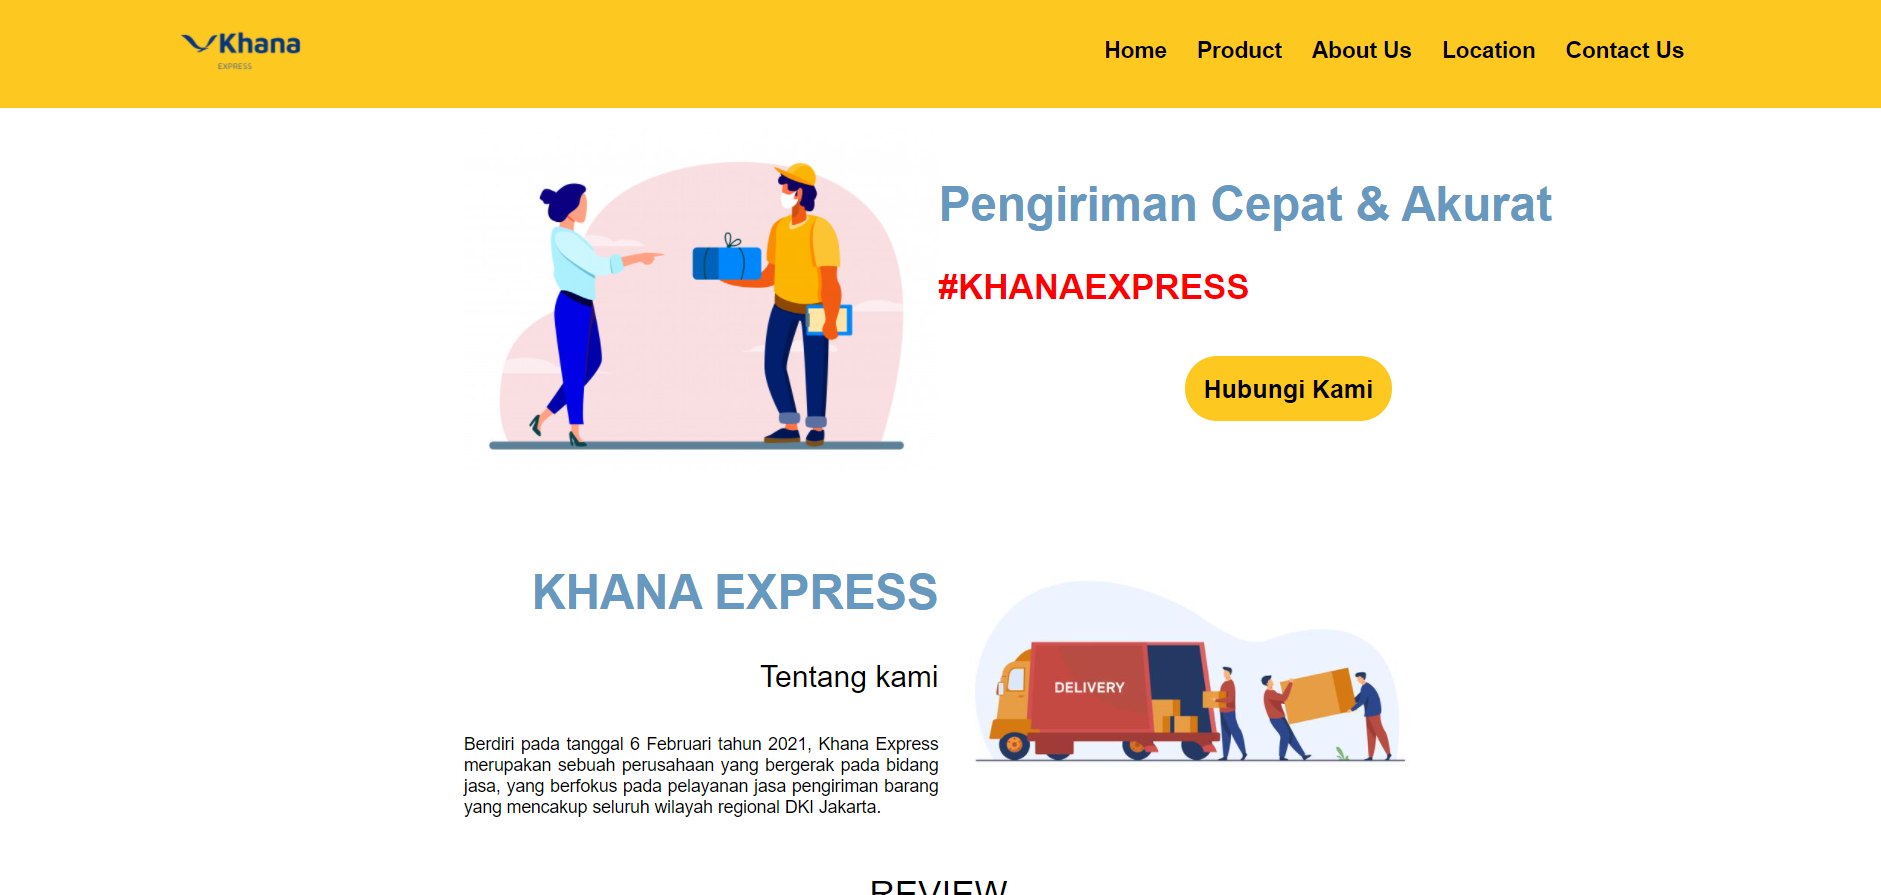 Khana
EXPRESS
Home Product About Us Location Contact Us
Pengiriman Cepat & Akurat
#KHANAEXPRESS
Hubungi Kami
KHANA EXPRESS
Tentang kami
DELIVERY
Berdiri pada tanggal 6 Februari tahun 2021, Khana Express
merupakan sebuah perusahaan yang bergerak pada bidang
jasa, yang berfokus pada pelayanan jasa pengiriman barang
yang mencakup seluruh wilayah regional DKI Jakarta.
REVIEW